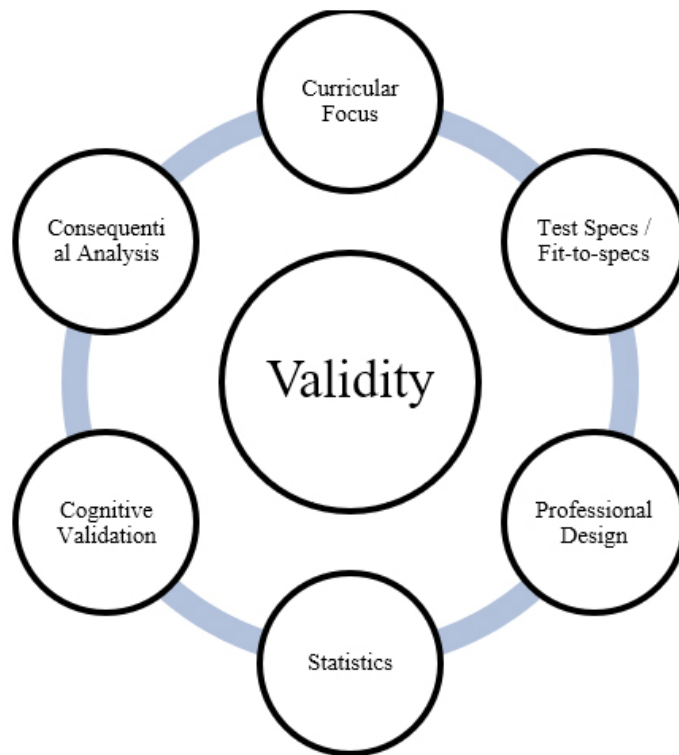 Curricular
Focus
Consequenti
al Analysis
Test Specs /
Fit-to-specs
Validity
Cognitive
Validation
Professional
Design
Statistics